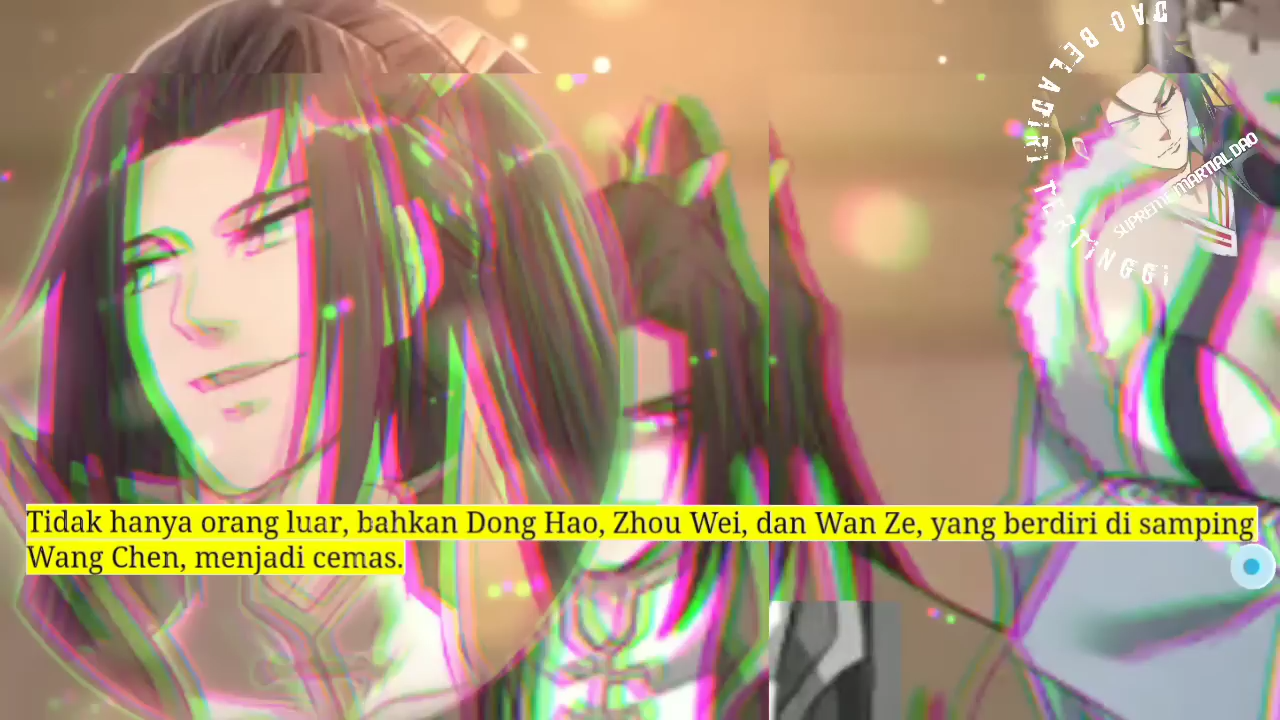 DAO BELADIRI TERTINGGI
SUPREME MARTIAL DAO
Tidak hanya orang luar, bahkan Dong Hao, Zhou Wei, dan Wan Ze, yang berdiri di samping
Wang Chen, menjadi cemas.